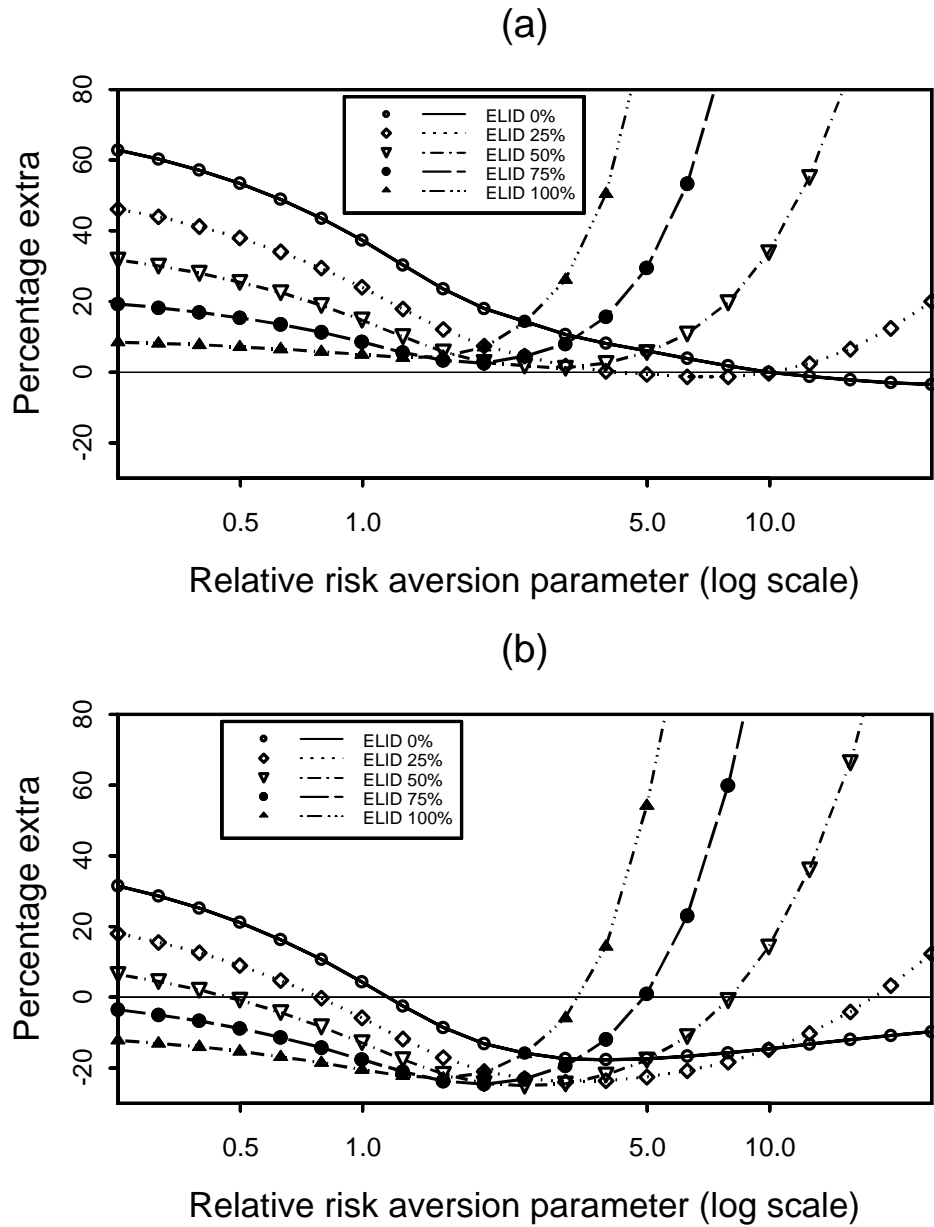 (a)
80
60
40
20
0
-20
Percentage extra
ELID 0%
ELID 25%
ELID 50%
ELID 75%
ELID 100%
0.5 1.0 5.0 10.0
Relative risk aversion parameter (log scale)
(b)
80
60
40
20
0
-20
Percentage extra
ELID 0%
ELID 25%
ELID 50%
ELID 75%
ELID 100%
0.5 1.0 5.0 10.0
Relative risk aversion parameter (log scale)